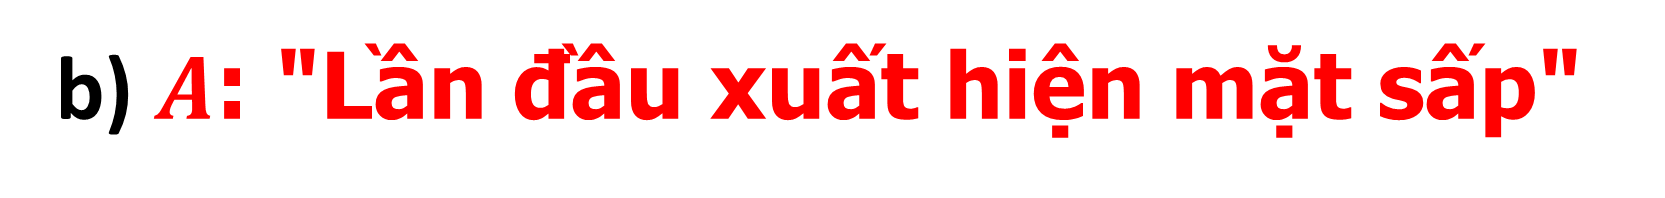 b) A: "Lần đầu xuất hiện mặt sấp"